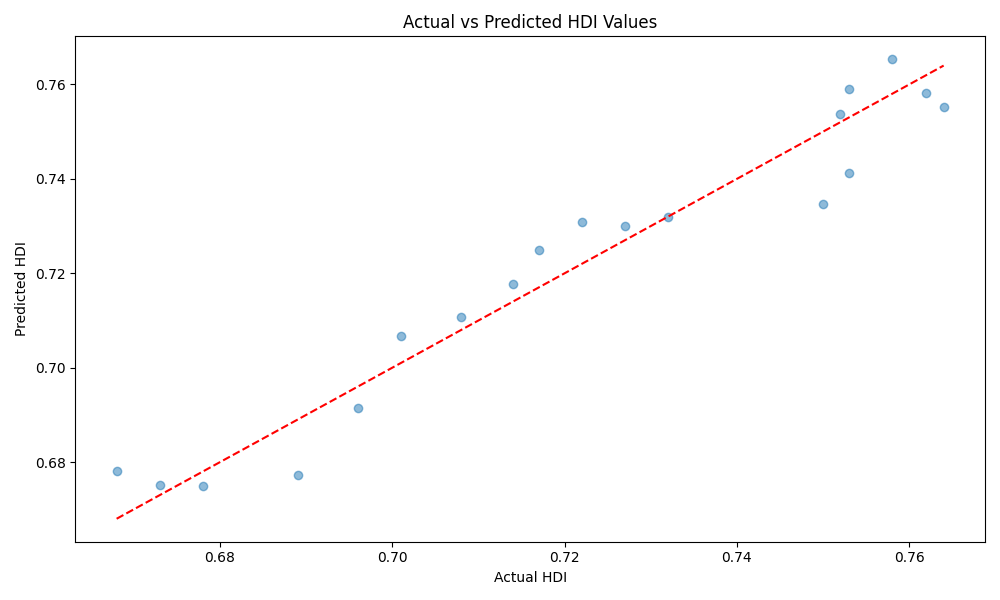 Actual vs Predicted HDI Values
Predicted HDI
0.76
0.74
0.72
0.70
0.68
0.68 0.70 0.72 0.74 0.76
Actual HDI